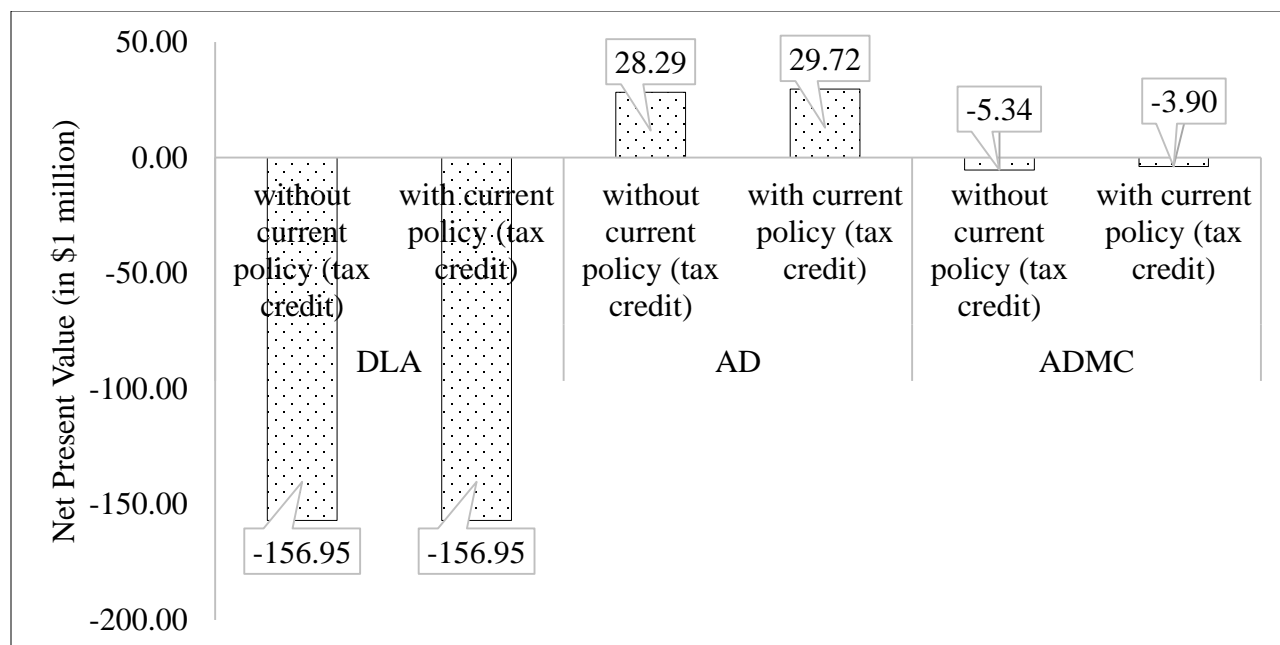 Net Present Value (in $1 million)
50.00
0.00
-50.00
-100.00
-150.00
-200.00
-156.95
-156.95
28.29
29.72
-5.34
-3.90
without
current
policy (tax
credit)
with current
policy (tax
credit)
without
current
policy (tax
credit)
with current
policy (tax
credit)
without
current
policy (tax
credit)
with current
policy (tax
credit)
DLA
AD
ADMC